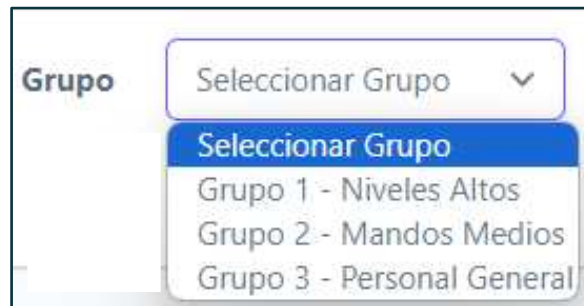 Grupo
Seleccionar Grupo
Seleccionar Grupo
Grupo 1 - Niveles Altos
Grupo 2 - Mandos Medios
Grupo 3 - Personal General